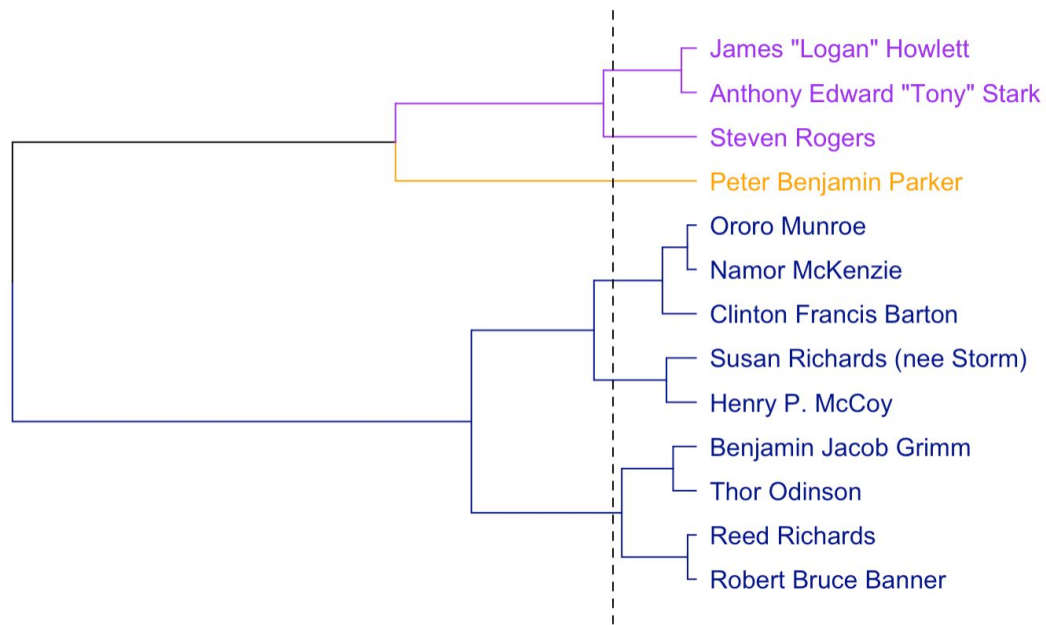 James "Logan" Howlett
Anthony Edward "Tony" Stark
Steven Rogers
Peter Benjamin Parker
Ororo Munroe
Namor McKenzie
Clinton Francis Barton
Susan Richards (nee Storm)
Henry P. McCoy
Benjamin Jacob Grimm
Thor Odinson
Reed Richards
Robert Bruce Banner